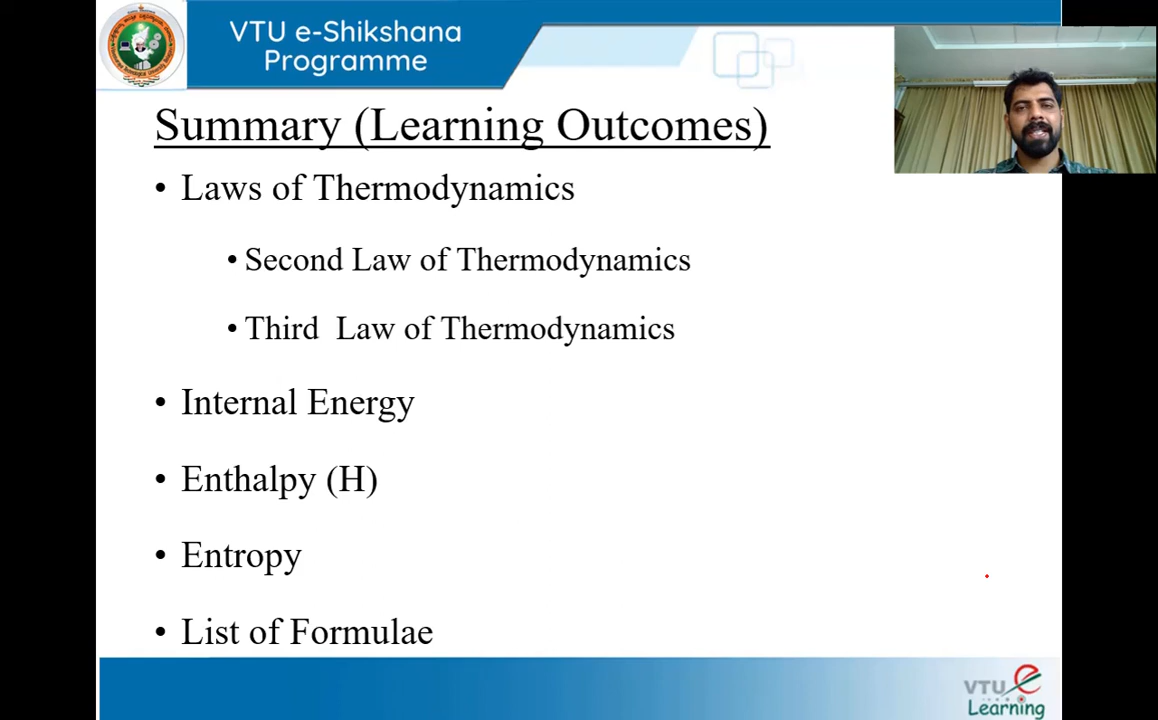 VTU e-Shikshana
Programme
Summary (Learning Outcomes)
• Laws of Thermodynamics
• Second Law of Thermodynamics
• Third Law of Thermodynamics
• Internal Energy
• Enthalpy (H)
• Entropy
• List of Formulae
VTU e
Learning